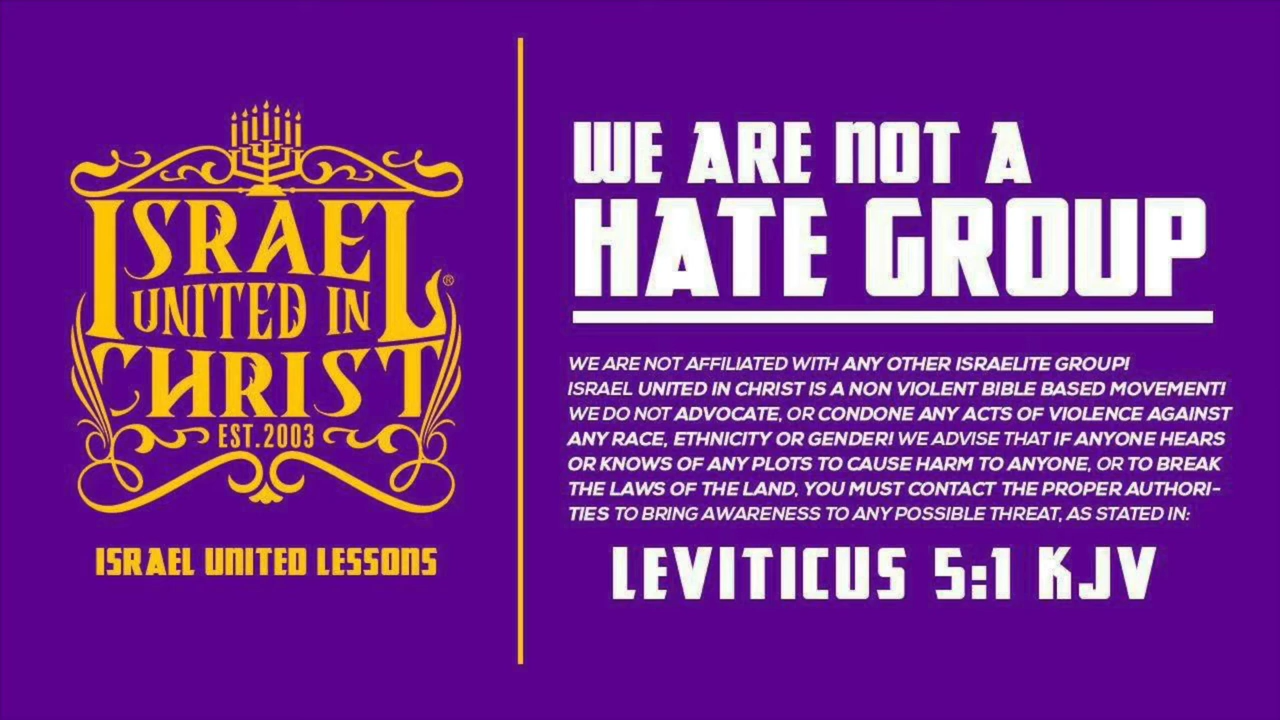 ISRAEL
UNITED IN
CHRIST
EST.2003
®
ISRAEL UNITED LESSONS
WE ARE NOT A
HATE GROUP
WE ARE NOT AFFILIATED WITH ANY OTHER ISRAELITE GROUP!
ISRAEL UNITED IN CHRIST IS A NON VIOLENT BIBLE BASED MOVEMENT!
WE DO NOT ADVOCATE, OR CONDONE ANY ACTS OF VIOLENCE AGAINST
ANY RACE, ETHNICITY OR GENDER! WE ADVISE THAT IF ANYONE HEARS
OR KNOWS OF ANY PLOTS TO CAUSE HARM TO ANYONE, OR TO BREAK
THE LAWS OF THE LAND, YOU MUST CONTACT THE PROPER AUTHORI-
TIES TO BRING AWARENESS TO ANY POSSIBLE THREAT, AS STATED IN:
LEVITICUS 5:1 KJV